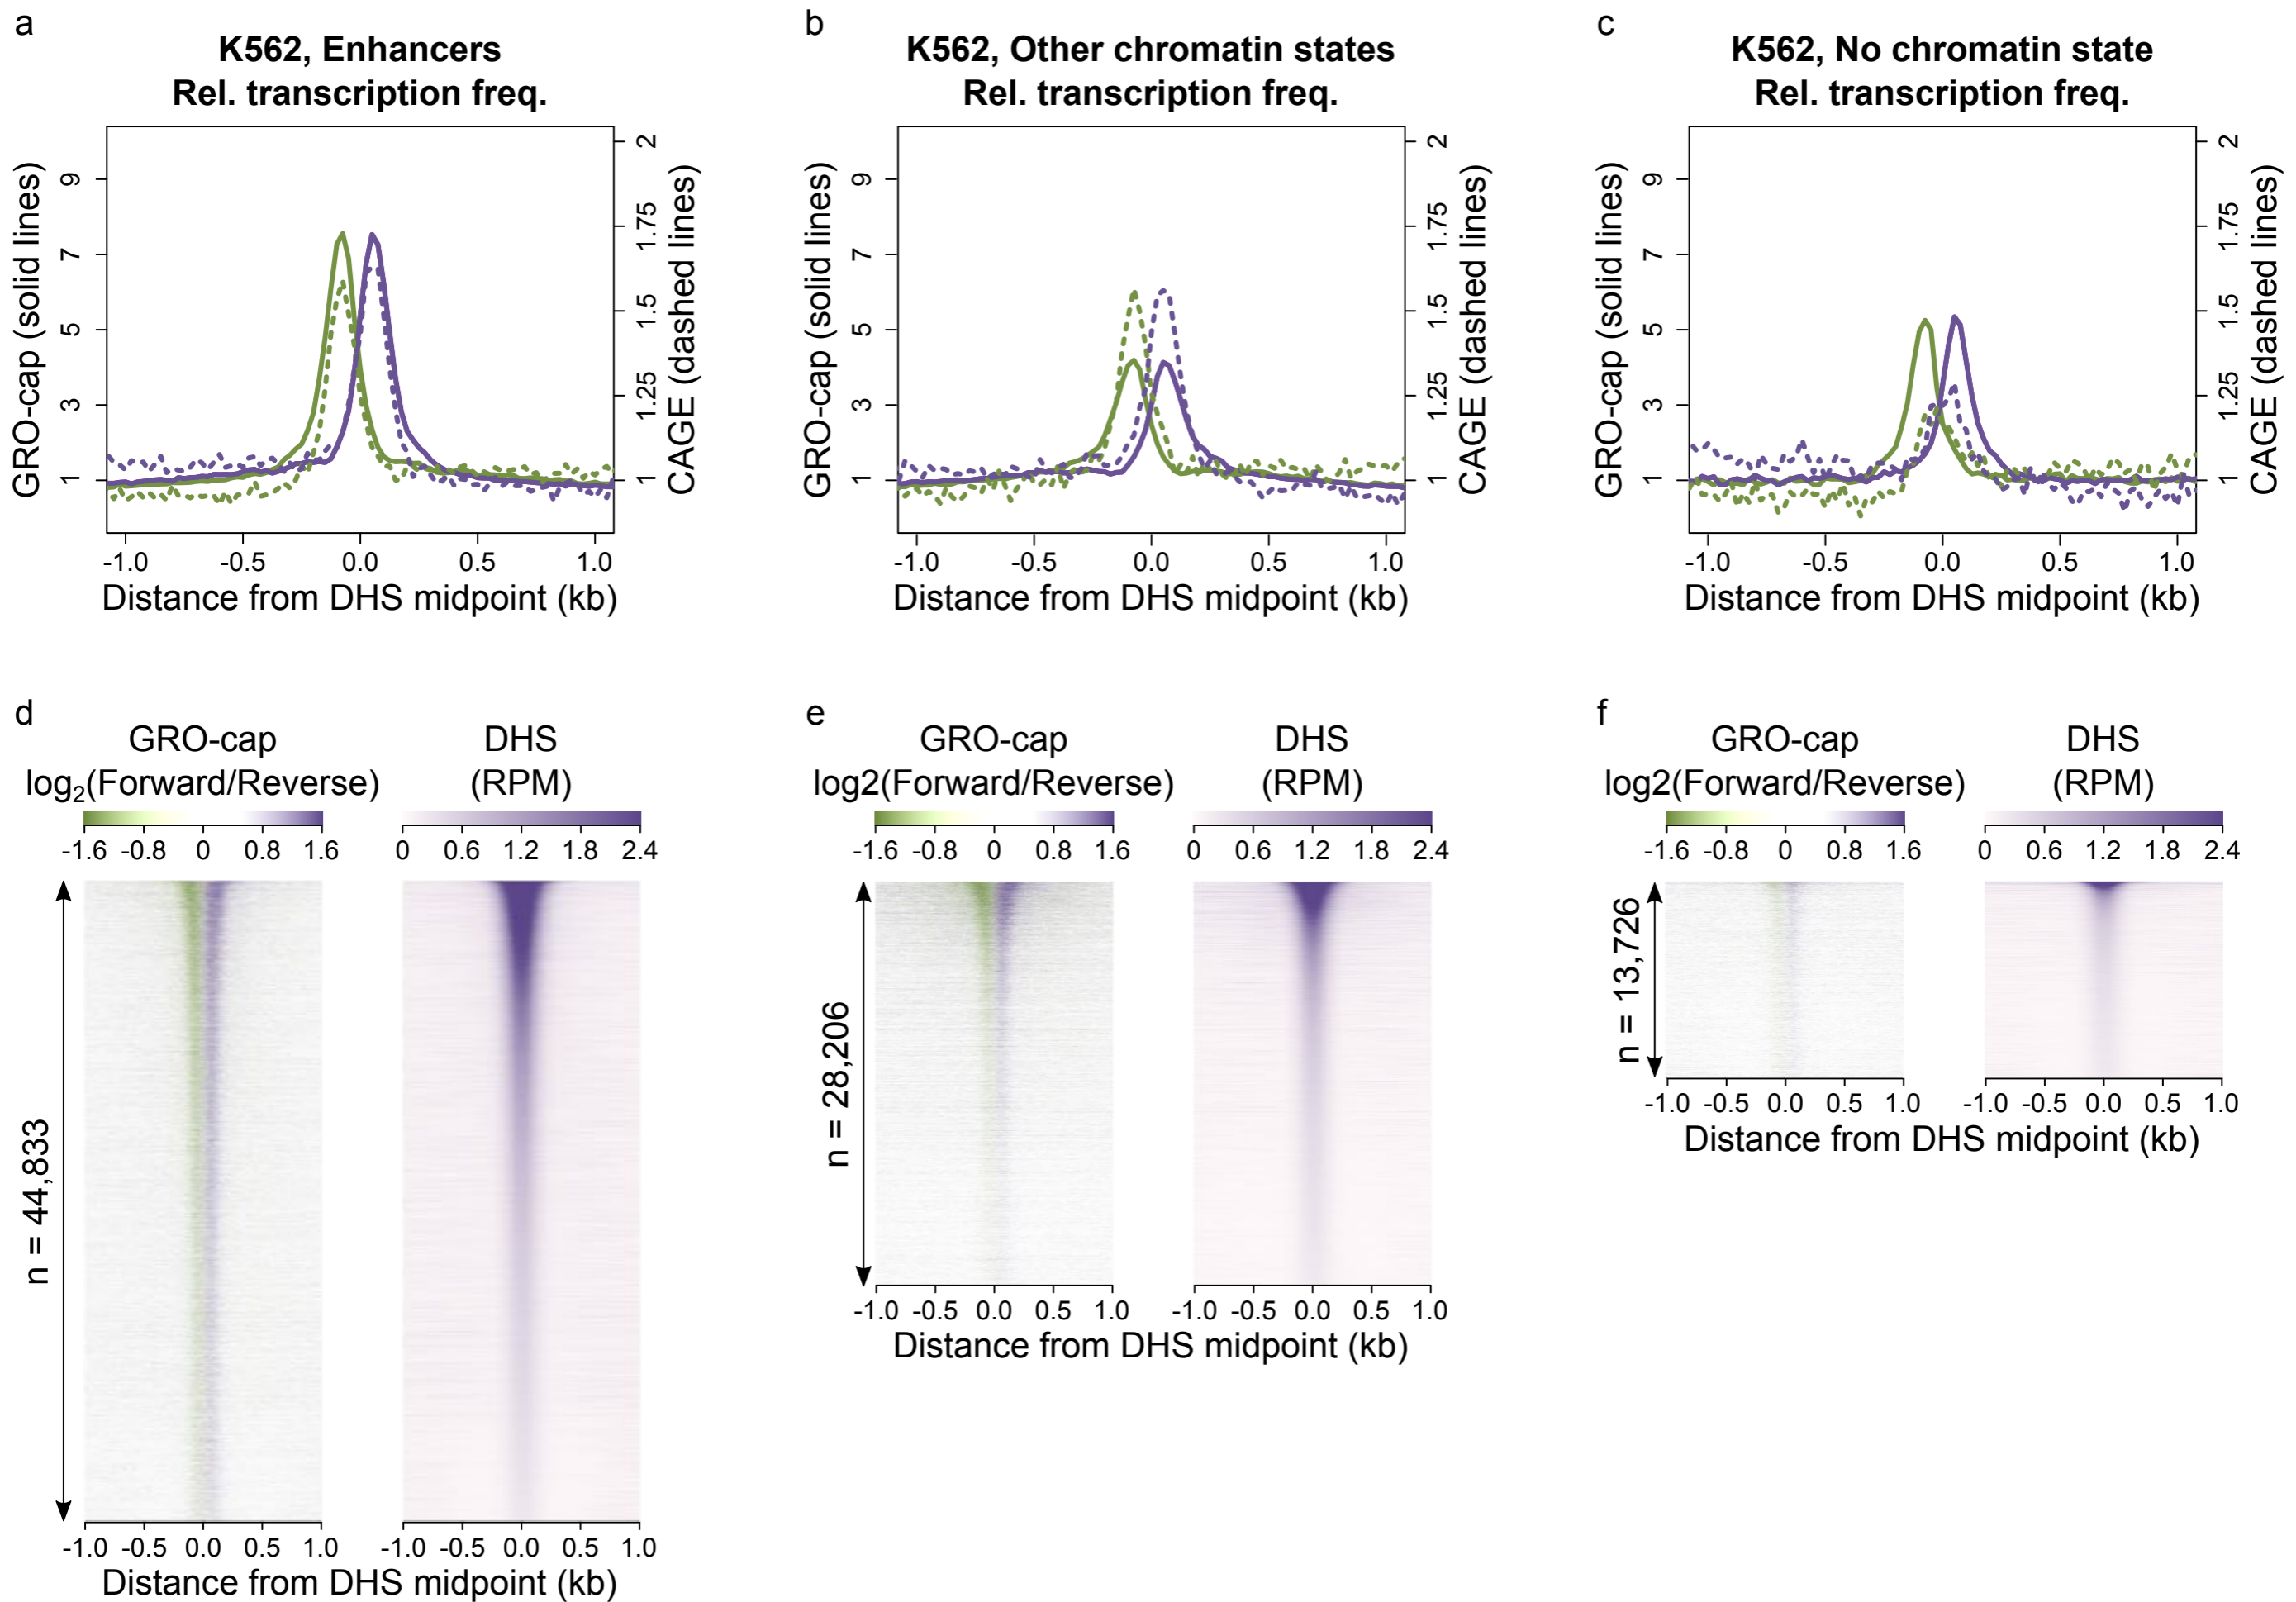 a
K562, Enhancers
Rel. transcription freq.
GRO-cap (solid lines)
1 3 5 7 9
CAGE (dashed lines)
1 1.25 1.5 1.75 2
-1.0 -0.5 0.0 0.5 1.0
Distance from DHS midpoint (kb)
b
K562, Other chromatin states
Rel. transcription freq.
GRO-cap (solid lines)
1 3 5 7 9
CAGE (dashed lines)
1 1.25 1.5 1.75 2
-1.0 -0.5 0.0 0.5 1.0
Distance from DHS midpoint (kb)
c
K562, No chromatin state
Rel. transcription freq.
GRO-cap (solid lines)
1 3 5 7 9
CAGE (dashed lines)
1 1.25 1.5 1.75 2
-1.0 -0.5 0.0 0.5 1.0
Distance from DHS midpoint (kb)
d
GRO-cap
log₂(Forward/Reverse)
-1.6 -0.8 0 0.8 1.6
DHS
(RPM)
0 0.6 1.2 1.8 2.4
n = 44,833
-1.0 -0.5 0.0 0.5 1.0
-1.0 -0.5 0.0 0.5 1.0
Distance from DHS midpoint (kb)
e
GRO-cap
log2(Forward/Reverse)
-1.6 -0.8 0 0.8 1.6
DHS
(RPM)
0 0.6 1.2 1.8 2.4
n = 28,206
-1.0 -0.5 0.0 0.5 1.0
-1.0 -0.5 0.0 0.5 1.0
Distance from DHS midpoint (kb)
f
GRO-cap
log2(Forward/Reverse)
-1.6 -0.8 0 0.8 1.6
DHS
(RPM)
0 0.6 1.2 1.8 2.4
n = 13,726
-1.0 -0.5 0.0 0.5 1.0
-1.0 -0.5 0.0 0.5 1.0
Distance from DHS midpoint (kb)